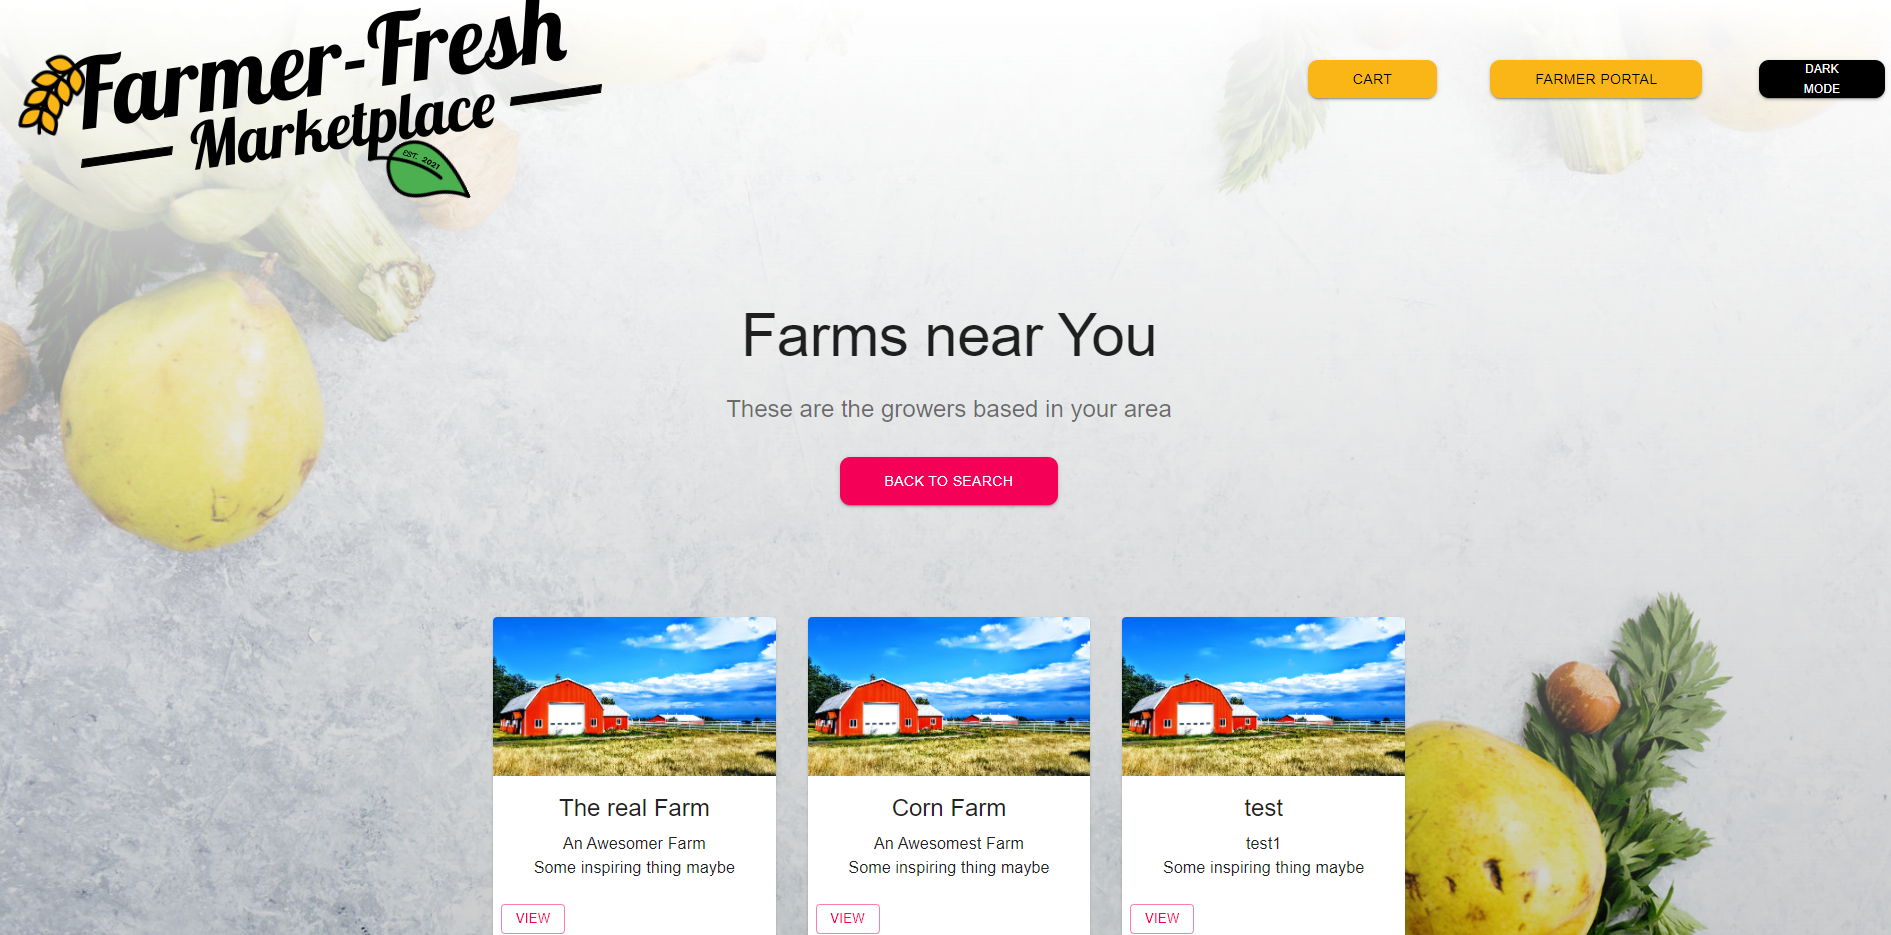 Farmer-Fresh
Marketplace
EST. 2021
CART
FARMER PORTAL
DARK
MODE
Farms near You
These are the growers based in your area
BACK TO SEARCH
The real Farm
An Awesomer Farm
Some inspiring thing maybe
VIEW
Corn Farm
An Awesomest Farm
Some inspiring thing maybe
VIEW
test
test1
Some inspiring thing maybe
VIEW